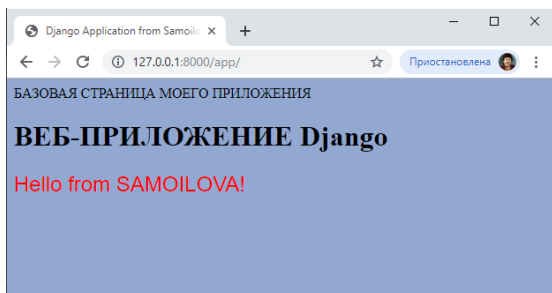 Django Application from Samoilo
127.0.0.1:8000/app/
Приостановлена
БАЗОВАЯ СТРАНИЦА МОЕГО ПРИЛОЖЕНИЯ
ВЕБ-ПРИЛОЖЕНИЕ Django
Hello from SAMOILOVA!